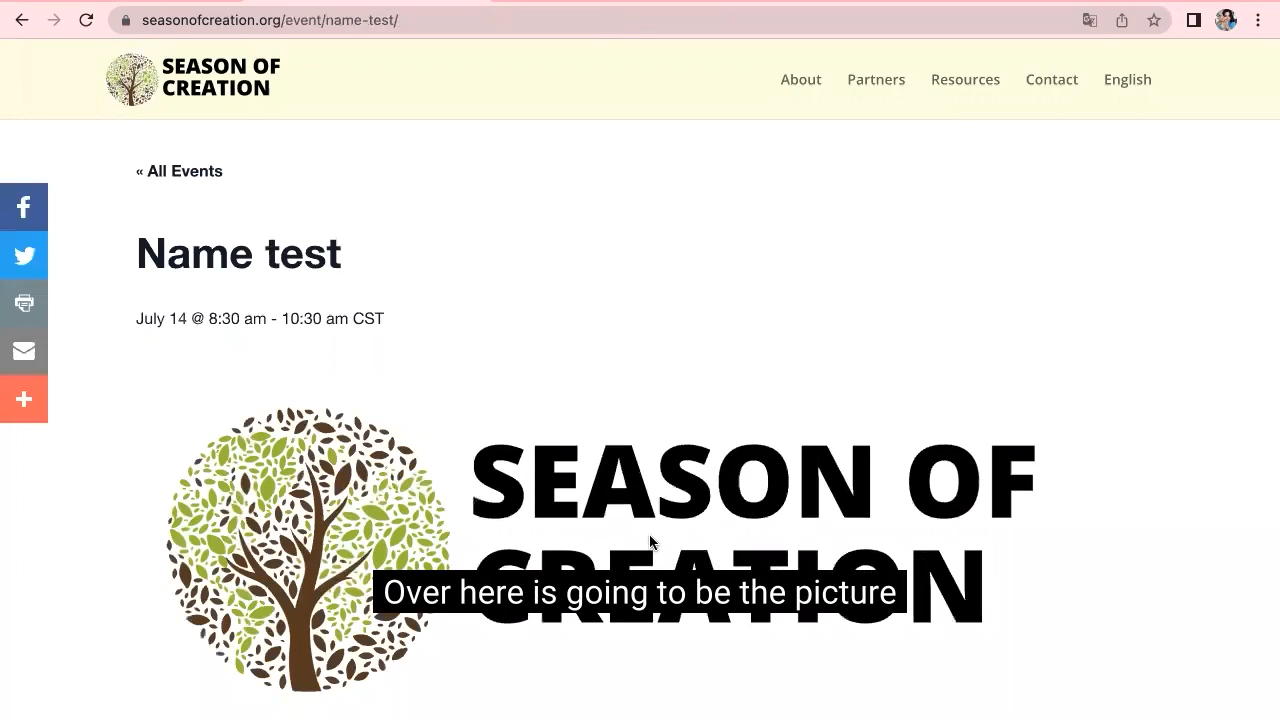 seasonofcreation.org/event/name-test/
SEASON OF
CREATION
About
Partners
Resources
Contact
English
« All Events
Name test
July 14 @ 8:30 am - 10:30 am CST
SEASON OF
CREATION
Over here is going to be the picture